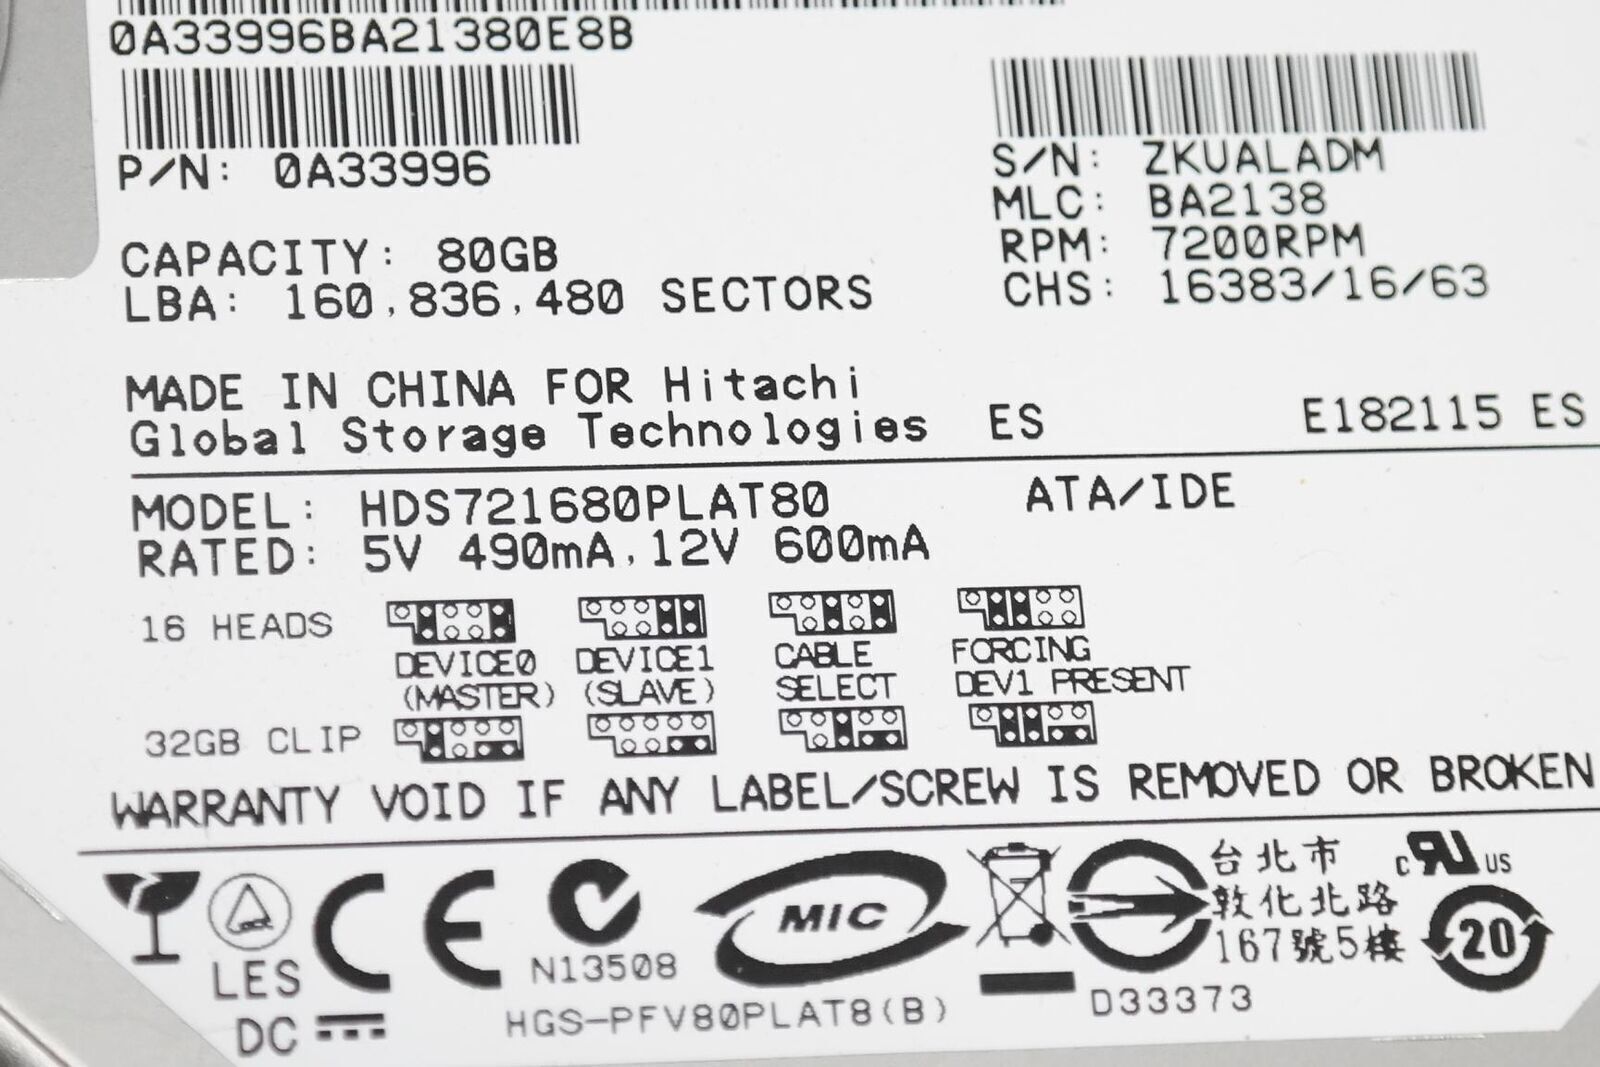 0A33996BA21380E8B
P/N: 0A33996
S/N: ZKUALADM
MLC: BA2138
RPM: 7200RPM
CHS: 16383/16/63
CAPACITY: 80GB
LBA: 160,836,480 SECTORS
MADE IN CHINA FOR Hitachi
Global Storage Technologies ES E182115 ES
MODEL: HDS721680PLAT80 ATA/IDE
RATED: 5V 490mA,12V 600mA
16 HEADS
DEVICE0 DEVICE1 CABLE FORCING
(MASTER) (SLAVE) SELECT DEV1 PRESENT
32GB CLIP
WARRANTY VOID IF ANY LABEL/SCREW IS REMOVED OR BROKEN
LES
DC
CE
N13508
MIC
HGS-PFV80PLAT8(B)
台北市
敦化北路
167號5樓
D33373
c RU US
20